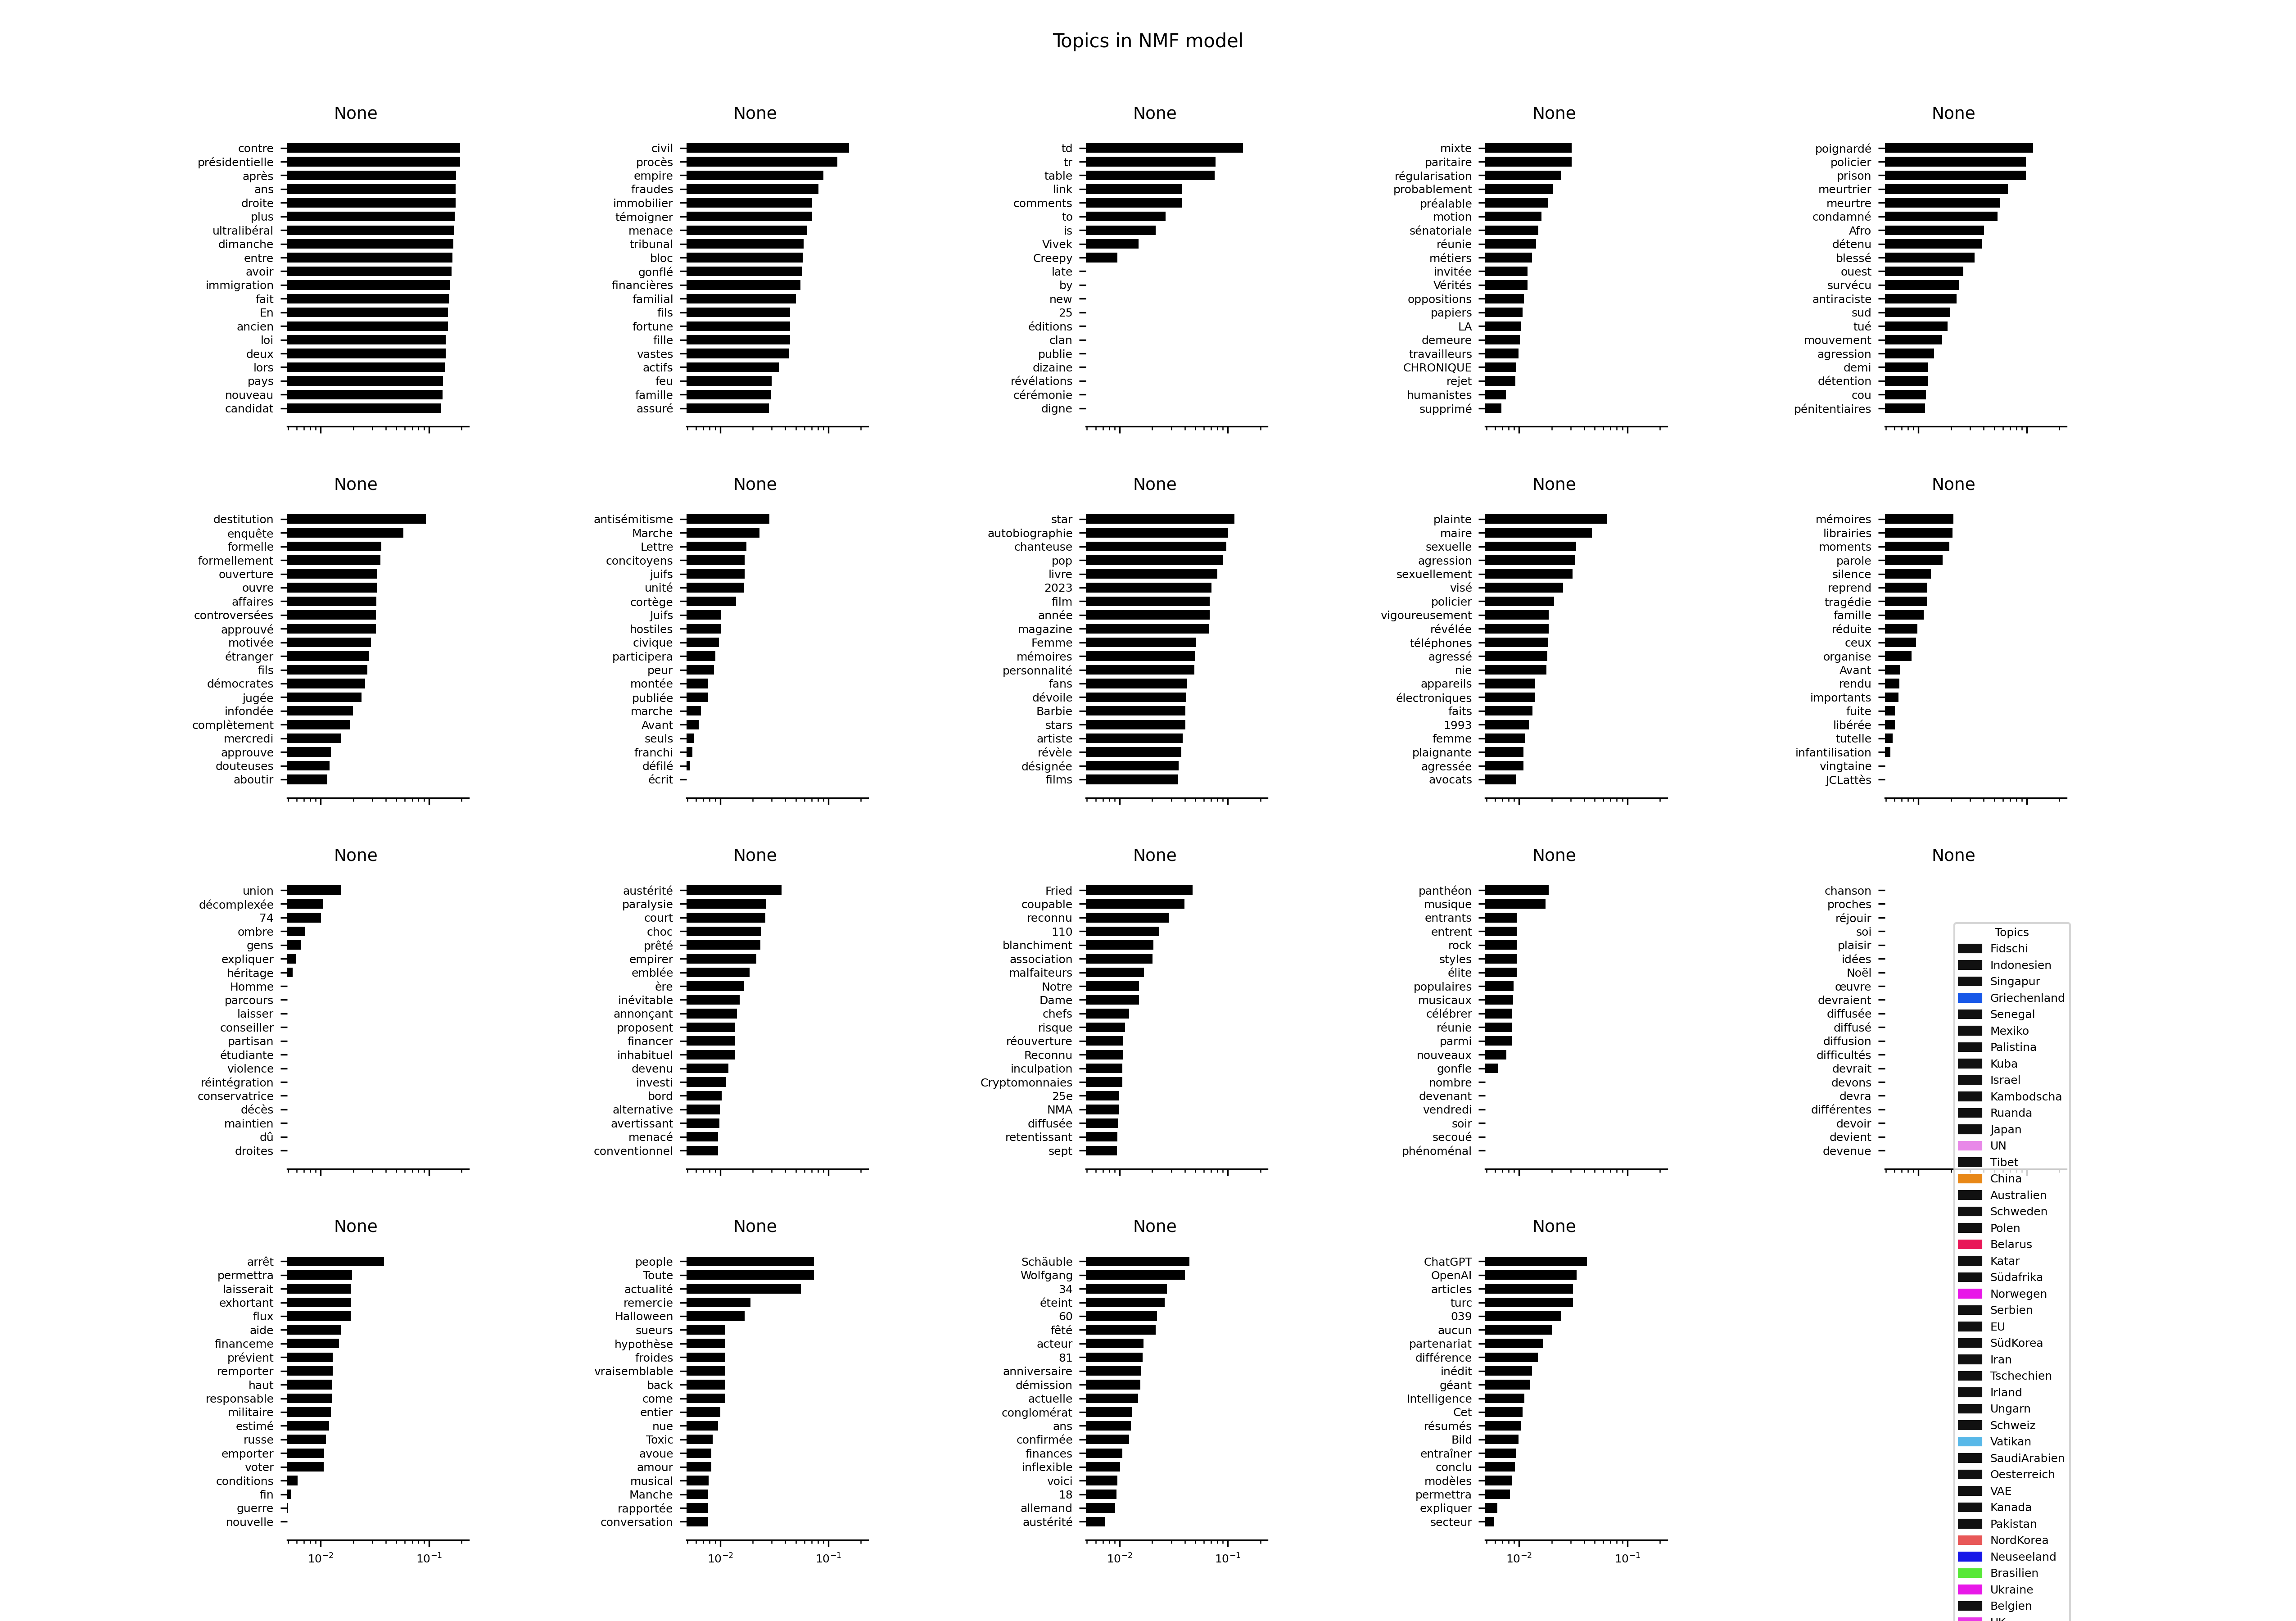 Topics in NMF model
None
contre
présidentielle
après
ans
droite
plus
ultralibéral
dimanche
entre
avoir
immigration
fait
En
ancien
loi
deux
lors
pays
nouveau
candidat
None
civil
procès
empire
fraudes
immobilier
témoigner
menace
tribunal
bloc
gonflé
financières
familial
fils
fortune
fille
vastes
actifs
feu
famille
assuré
None
td
tr
table
link
comments
to
is
Vivek
Creepy
late
by
new
25
éditions
clan
publie
dizaine
révélations
cérémonie
digne
None
mixte
paritaire
régularisation
probablement
préalable
motion
sénatoriale
réunie
métiers
invitée
Vérités
oppositions
papiers
LA
demeure
travailleurs
CHRONIQUE
rejet
humanistes
supprimé
None
poignardé
policier
prison
meurtrier
meurtre
condamné
Afro
détenu
blessé
ouest
survécu
antiraciste
sud
tué
mouvement
agression
demi
détention
cou
pénitentiaires
None
destitution
enquête
formelle
formellement
ouverture
ouvre
affaires
controversées
approuvé
motivée
étranger
fils
démocrates
jugée
infondée
complètement
mercredi
approuve
douteuses
aboutir
None
antisémitisme
Marche
Lettre
concitoyens
juifs
unité
cortège
Juifs
hostiles
civique
participera
peur
montée
publiée
marche
Avant
seuls
franchi
défilé
écrit
None
star
autobiographie
chanteuse
pop
livre
2023
film
année
magazine
Femme
mémoires
personnalité
fans
dévoile
Barbie
stars
artiste
révèle
désignée
films
None
plainte
maire
sexuelle
agression
sexuellement
visé
policier
vigoureusement
révélée
téléphones
agressé
nie
appareils
électroniques
faits
1993
femme
plaignante
agressée
avocats
None
mémoires
librairies
moments
parole
silence
reprend
tragédie
famille
réduite
ceux
organise
Avant
rendu
importants
fuite
libérée
tutelle
infantilisation
vingtaine
JCLattès
None
union
décomplexée
74
ombre
gens
expliquer
héritage
Homme
parcours
laisser
conseiller
partisan
étudiante
violence
réintégration
conservatrice
décès
maintien
dû
droites
None
austérité
paralysie
court
choc
prêté
empirer
emblée
ère
inévitable
annonçant
proposent
financer
inhabituel
devenu
investi
bord
alternative
avertissant
menacé
conventionnel
None
Fried
coupable
reconnu
110
blanchiment
association
malfaiteurs
Notre
Dame
chefs
risque
réouverture
Reconnu
inculpation
Cryptomonnaies
25e
NMA
diffusée
retentissant
sept
None
panthéon
musique
entrants
entrent
rock
styles
élite
populaires
musicaux
célébrer
réunie
parmi
nouveaux
gonfle
nombre
devenant
vendredi
soir
secoué
phénoménal
None
chanson
proches
réjouir
soi
plaisir
idées
Noël
œuvre
devraient
diffusée
diffusé
diffusion
difficultés
devrait
devons
devra
différentes
devoir
devient
devenue
None
arrêt
permettra
laisserait
exhortant
flux
aide
financeme
prévient
remporter
haut
responsable
militaire
estimé
russe
emporter
voter
conditions
fin
guerre
nouvelle
10⁻² 10⁻¹
None
people
Toute
actualité
remercie
Halloween
sueurs
hypothèse
froides
vraisemblable
back
come
entier
nue
Toxic
avoue
amour
musical
Manche
rapportée
conversation
10⁻² 10⁻¹
None
Schäuble
Wolfgang
34
éteint
60
fêté
acteur
81
anniversaire
démission
actuelle
conglomérat
ans
confirmée
finances
inflexible
voici
18
allemand
austérité
10⁻² 10⁻¹
None
ChatGPT
OpenAI
articles
turc
039
aucun
partenariat
différence
inédit
géant
Intelligence
Cet
résumés
Bild
entraîner
conclu
modèles
permettra
expliquer
secteur
10⁻² 10⁻¹
Topics
Fidschi
Indonesien
Singapur
Griechenland
Senegal
Mexiko
Palistina
Kuba
Israel
Kambodscha
Ruanda
Japan
UN
Tibet
China
Australien
Schweden
Polen
Belarus
Katar
Südafrika
Norwegen
Serbien
EU
SüdKorea
Iran
Tschechien
Irland
Ungarn
Schweiz
Vatikan
SaudiArabien
Oesterreich
VAE
Kanada
Pakistan
NordKorea
Neuseeland
Brasilien
Ukraine
Belgien